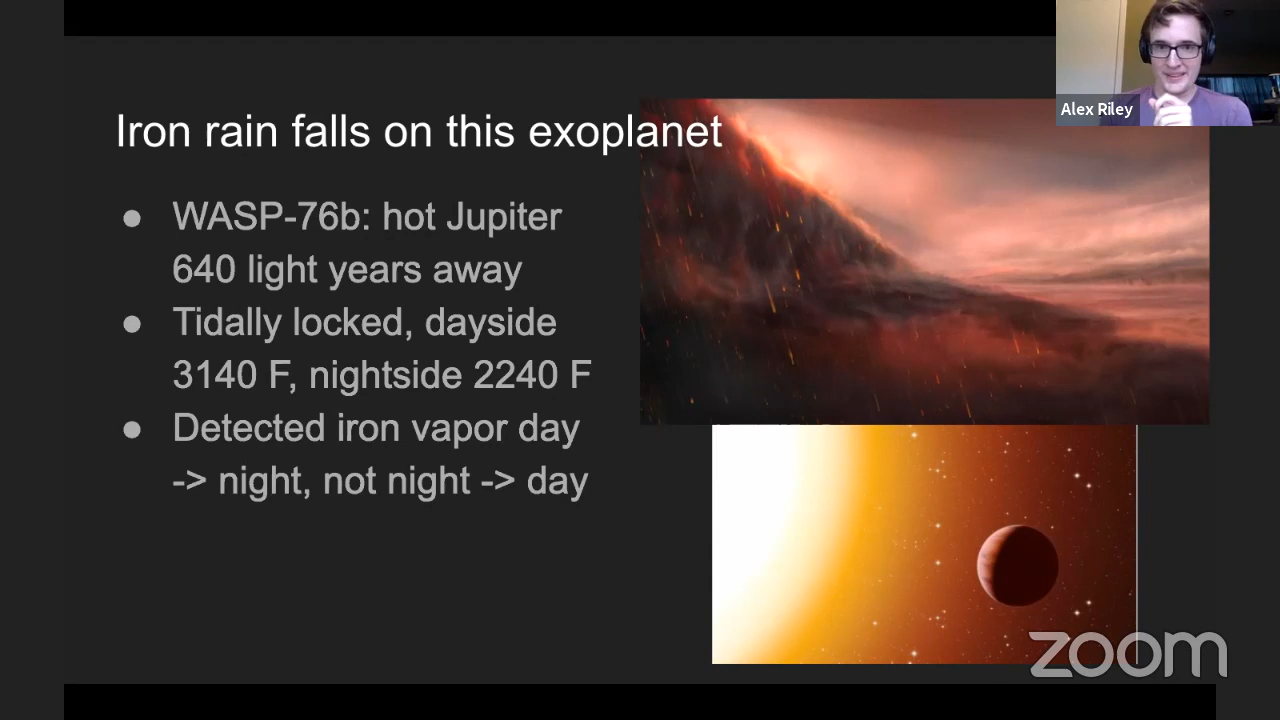 Alex Riley
Iron rain falls on this exoplanet
● WASP-76b: hot Jupiter
640 light years away
● Tidally locked, dayside
3140 F, nightside 2240 F
● Detected iron vapor day
-> night, not night -> day
zoom